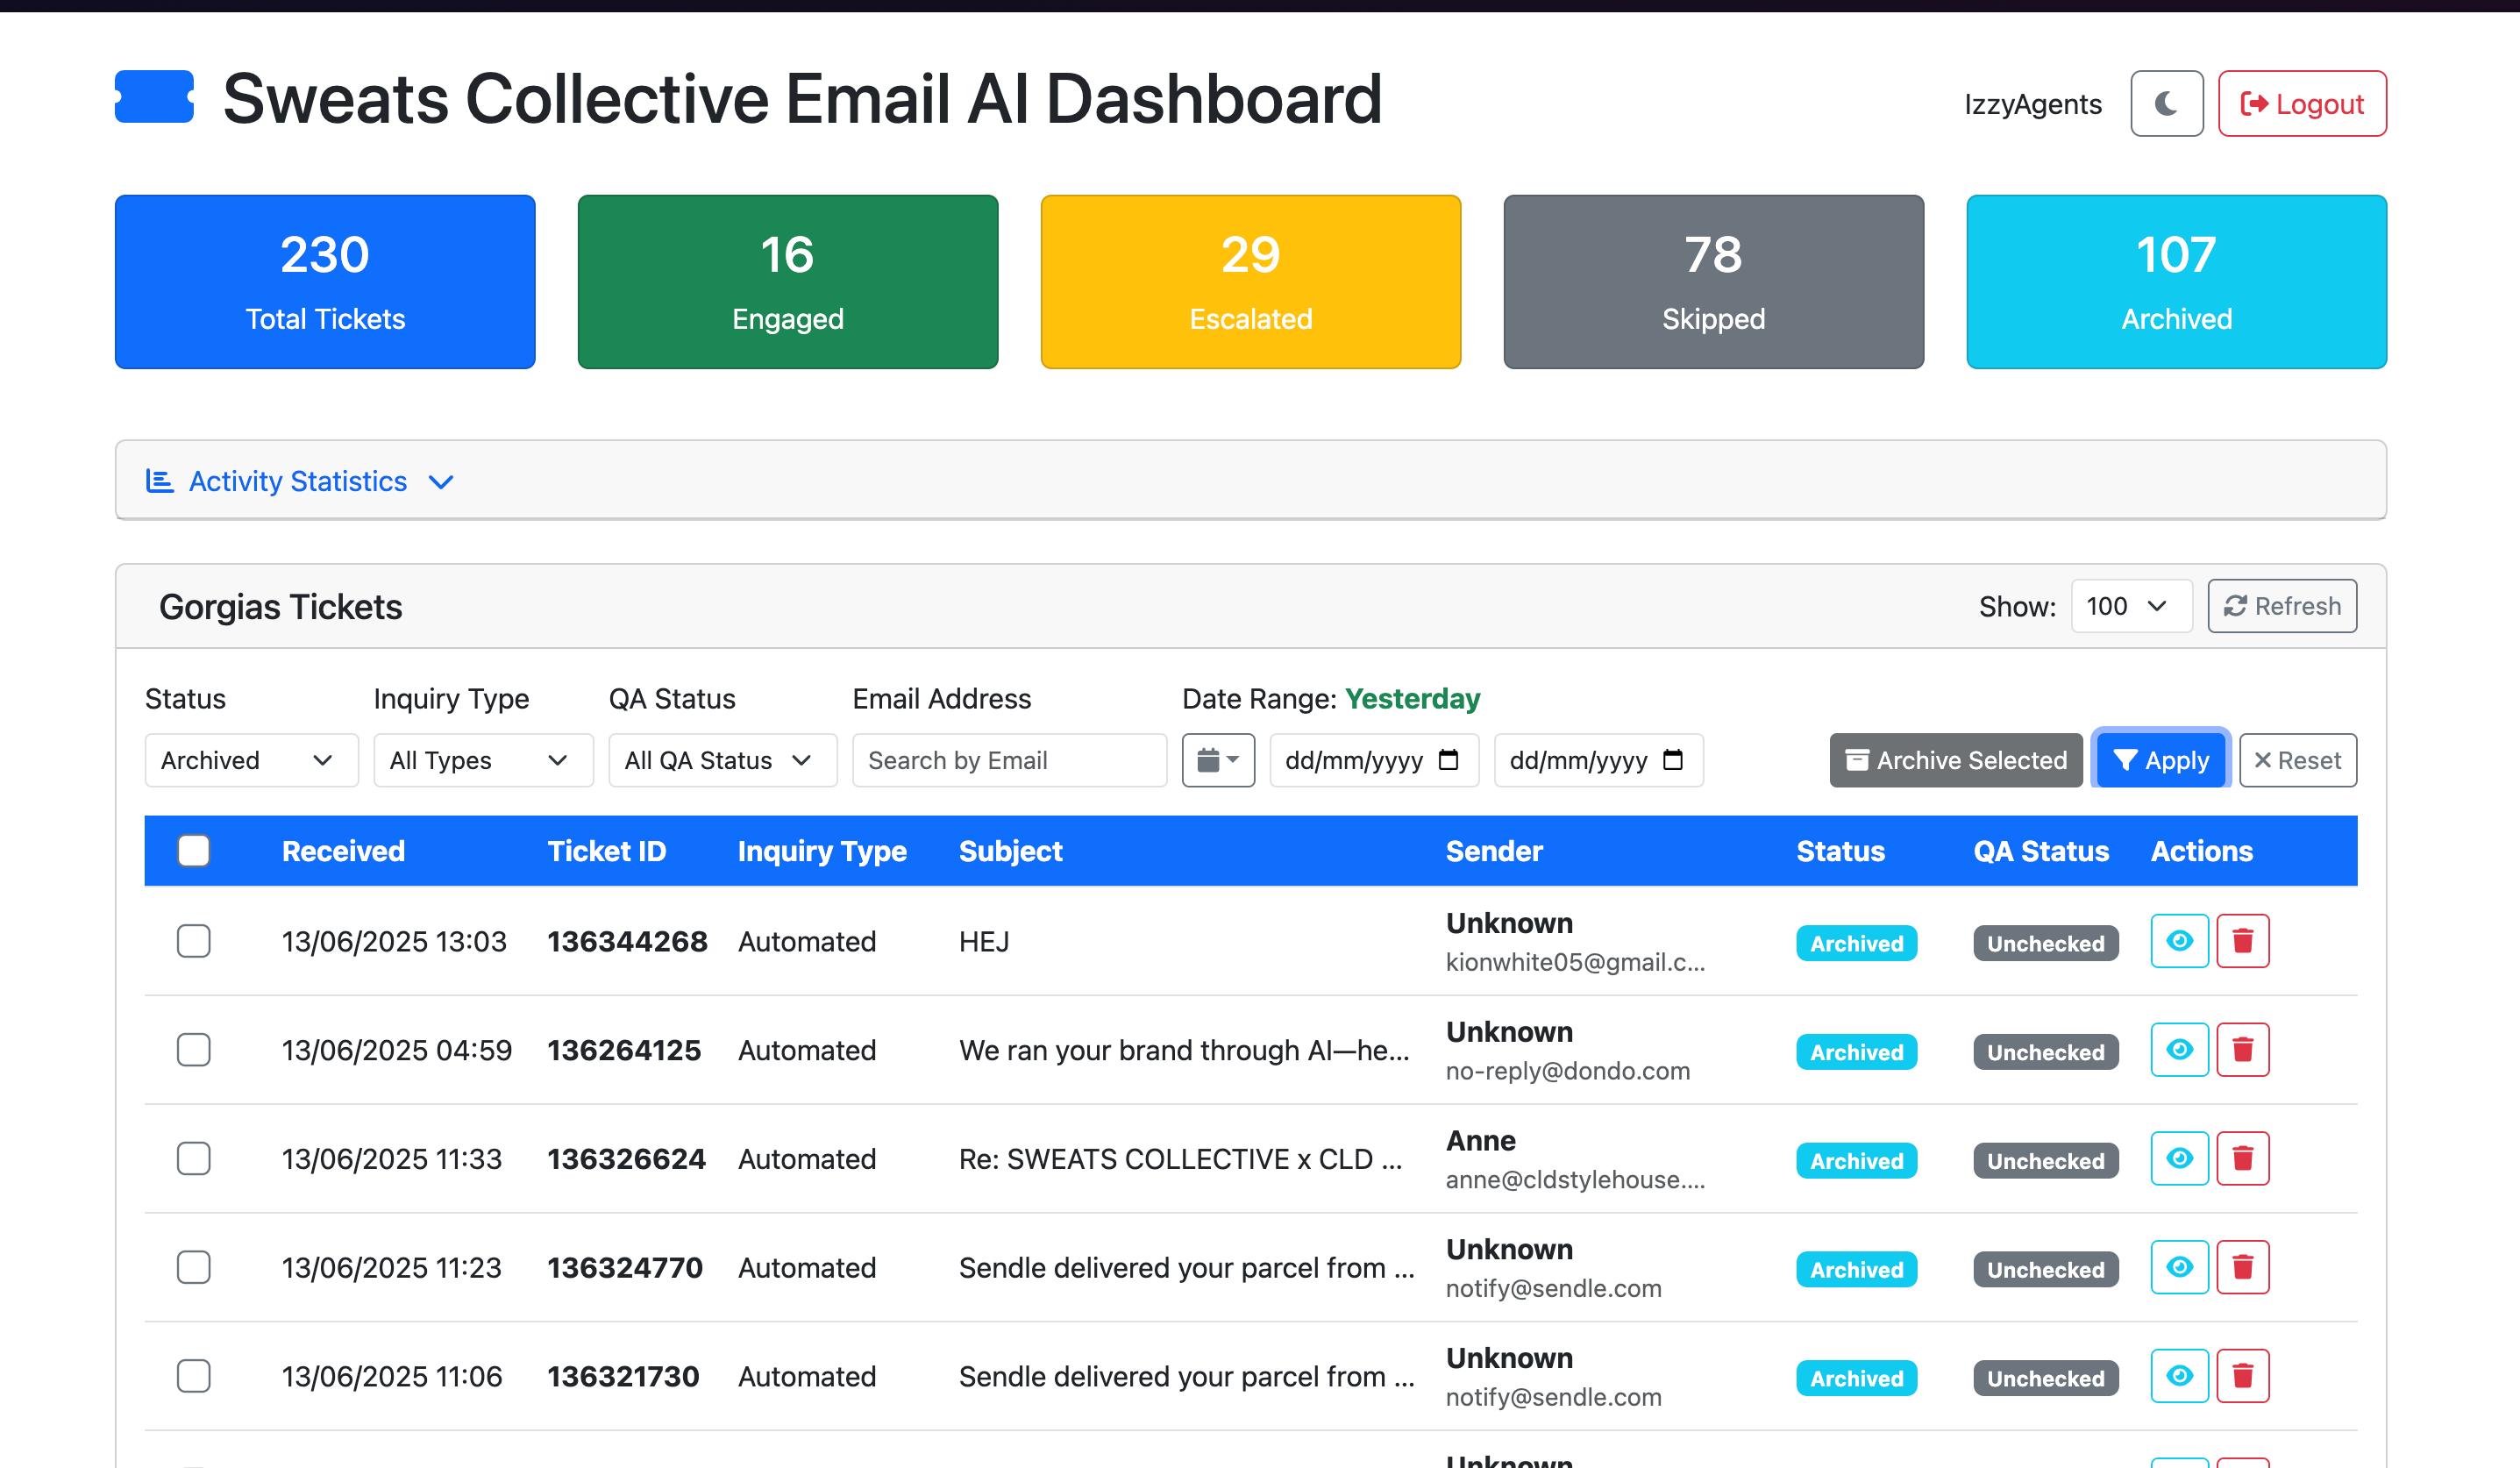 Sweats Collective Email AI Dashboard
IzzyAgents
Logout
230
Total Tickets
16
Engaged
29
Escalated
78
Skipped
107
Archived
Activity Statistics
Gorgias Tickets
Show: 100 Refresh
Status Inquiry Type QA Status Email Address Date Range: Yesterday
Archived All Types All QA Status Search by Email dd/mm/yyyy dd/mm/yyyy Archive Selected Apply Reset
Received Ticket ID Inquiry Type Subject Sender Status QA Status Actions
13/06/2025 13:03 136344268 Automated HEJ Unknown Archived Unchecked
kionwhite05@gmail.c...
13/06/2025 04:59 136264125 Automated We ran your brand through AI—he... Unknown Archived Unchecked
no-reply@dondo.com
13/06/2025 11:33 136326624 Automated Re: SWEATS COLLECTIVE x CLD ... Anne Archived Unchecked
anne@cldstylehouse....
13/06/2025 11:23 136324770 Automated Sendle delivered your parcel from ... Unknown Archived Unchecked
notify@sendle.com
13/06/2025 11:06 136321730 Automated Sendle delivered your parcel from ... Unknown Archived Unchecked
notify@sendle.com
Unknown